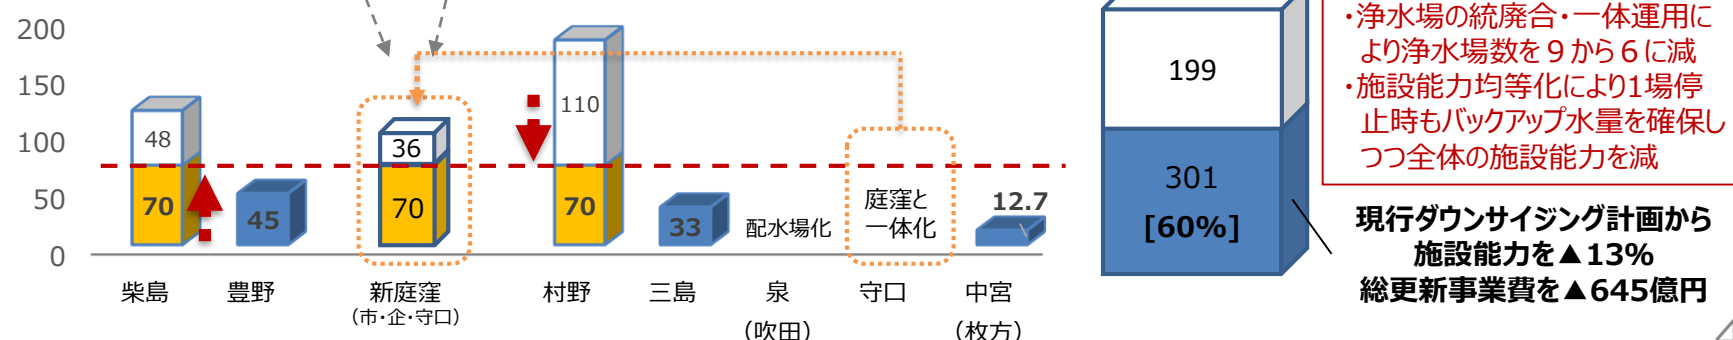 200
150
100
50
0
48
70
45
36
70
110
70
33
配水場化
庭窪と
一体化
12.7
柴島
豊野
新庭窪
（市・企・守口）
村野
三島
泉
（吹田）
守口
中宮
（枚方）
199
301
[60%]
・浄水場の統廃合・一体運用に
より浄水場数を９から６に減
・施設能力均等化により1場停
止時もバックアップ水量を確保し
つつ全体の施設能力を減
現行ダウンサイジング計画から
施設能力を▲13%
総更新事業費を▲645億円